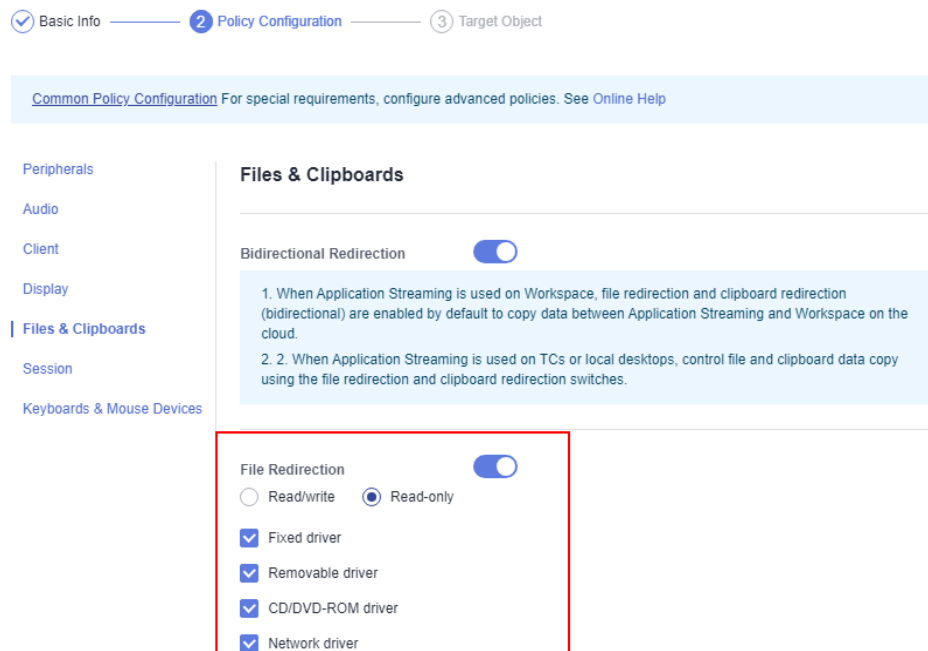 Basic Info
2 Policy Configuration
3 Target Object
Common Policy Configuration For special requirements, configure advanced policies. See Online Help
Peripherals
Audio
Client
Display
Files & Clipboards
Session
Keyboards & Mouse Devices
Files & Clipboards
Bidirectional Redirection
1. When Application Streaming is used on Workspace, file redirection and clipboard redirection
(bidirectional) are enabled by default to copy data between Application Streaming and Workspace on the
cloud.
2. 2. When Application Streaming is used on TCs or local desktops, control file and clipboard data copy
using the file redirection and clipboard redirection switches.
File Redirection
Read/write Read-only
Fixed driver
Removable driver
CD/DVD-ROM driver
Network driver